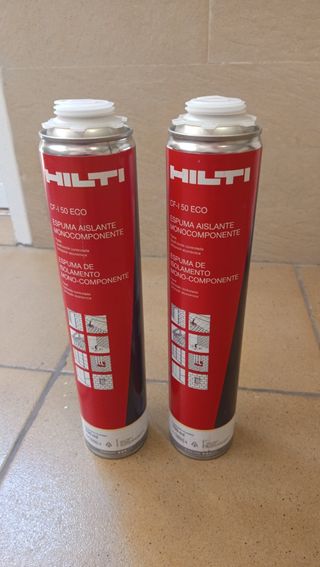 HILTI
CF-I 50 ECO
ESPUMA AISLANTE
MONOCOMPONENTE
ESPUMA DE
ISOLAMENTO
MONO-COMPONENTE
HILTI
CF-I 50 ECO
ESPUMA AISLANTE
MONOCOMPONENTE
ESPUMA DE
ISOLAMENTO
MONO-COMPONENTE